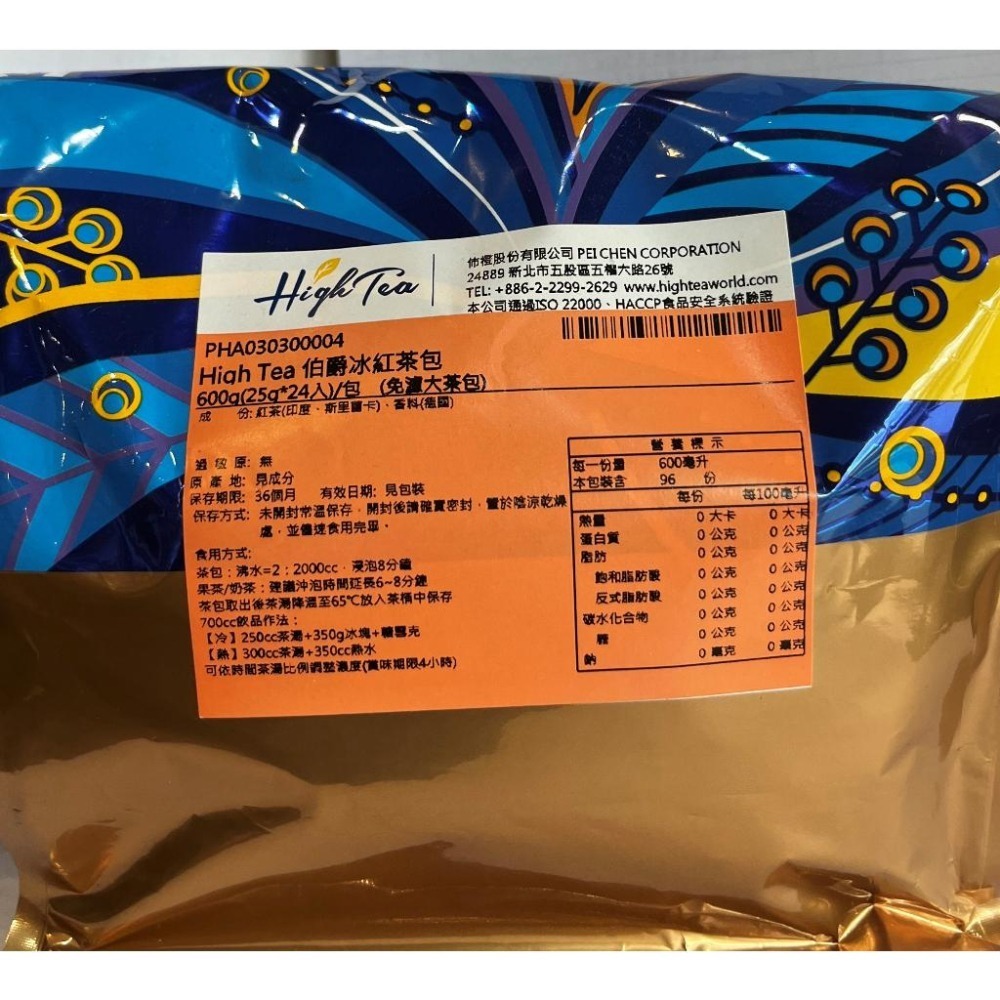 High Tea
沛橙股份有限公司 PEI CHEN CORPORATION
24889 新北市五股區五權六路26號
TEL: +886-2-2299-2629 www.highteaworld.com
本公司通過ISO 22000、HACCP食品安全系統驗證
PHA030300004
High Tea 伯爵冰紅茶包
600g(25g*24入)/包 (免濾大茶包)
成 份: 紅茶(印度、斯里蘭卡)、香料(德國)
過 敏 原: 無
原 產 地: 見成分
保存期限: 36個月 有效日期: 見包裝
保存方式: 未開封常溫保存，開封後請確實密封，置於陰涼乾燥
處，並儘速食用完畢。
食用方式:
茶包：沸水=2：2000cc，浸泡8分鐘
果茶/奶茶：建議沖泡時間延長6~8分鐘
茶包取出後茶湯降溫至65℃放入茶桶中保存
700cc飲品作法：
【冷】250cc茶湯+350g冰塊+糖雪克
【熱】300cc茶湯+350cc熱水
可依時間茶湯比例調整濃度(賞味期限4小時)
營 養 標 示
每一份量 600毫升
本包裝含 96 份
每份 每100毫升
熱量 0 大卡 0 大卡
蛋白質 0 公克 0 公克
脂肪 0 公克 0 公克
飽和脂肪酸 0 公克 0 公克
反式脂肪酸 0 公克 0 公克
碳水化合物 0 公克 0 公克
糖 0 公克 0 公克
鈉 0 毫克 0 毫克